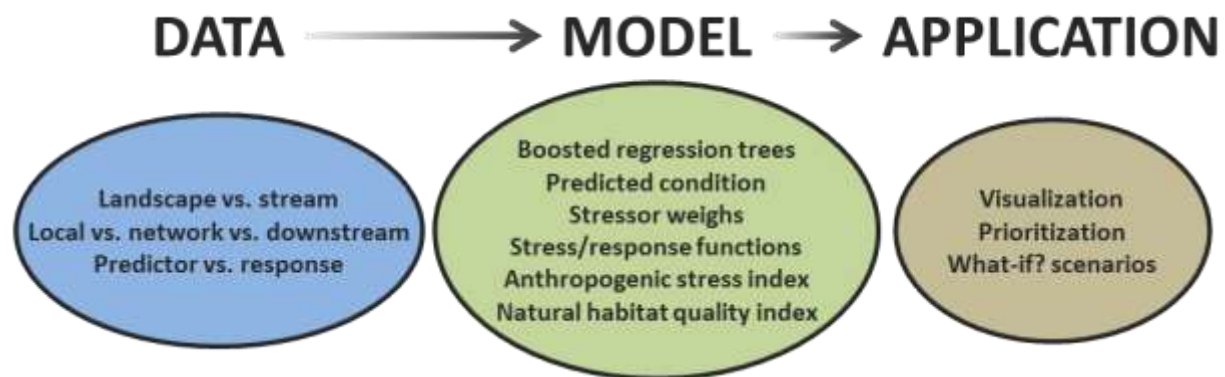 DATA MODEL APPLICATION
Landscape vs. stream
Local vs. network vs. downstream
Predictor vs. response
Boosted regression trees
Predicted condition
Stressor weighs
Stress/response functions
Anthropogenic stress index
Natural habitat quality index
Visualization
Prioritization
What-if? scenarios